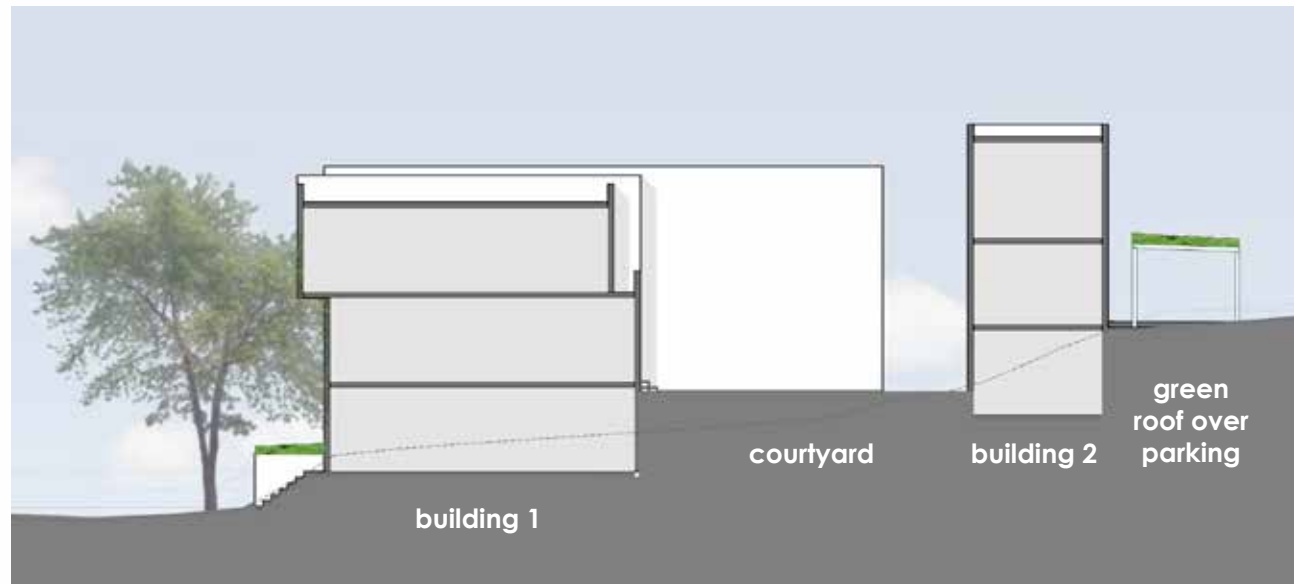 building 1
courtyard
building 2
green
roof over
parking